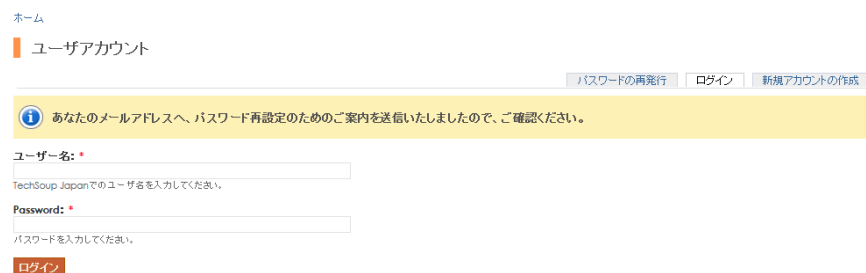 ホーム
ユーザアカウント
パスワードの再発行 ログイン 新規アカウントの作成
あなたのメールアドレスへ、パスワード再設定のためのご案内を送信いたしましたので、ご確認ください。
ユーザー名: *
TechSoup Japanでのユーザ名を入力してください。
Password: *
パスワードを入力してください。
ログイン